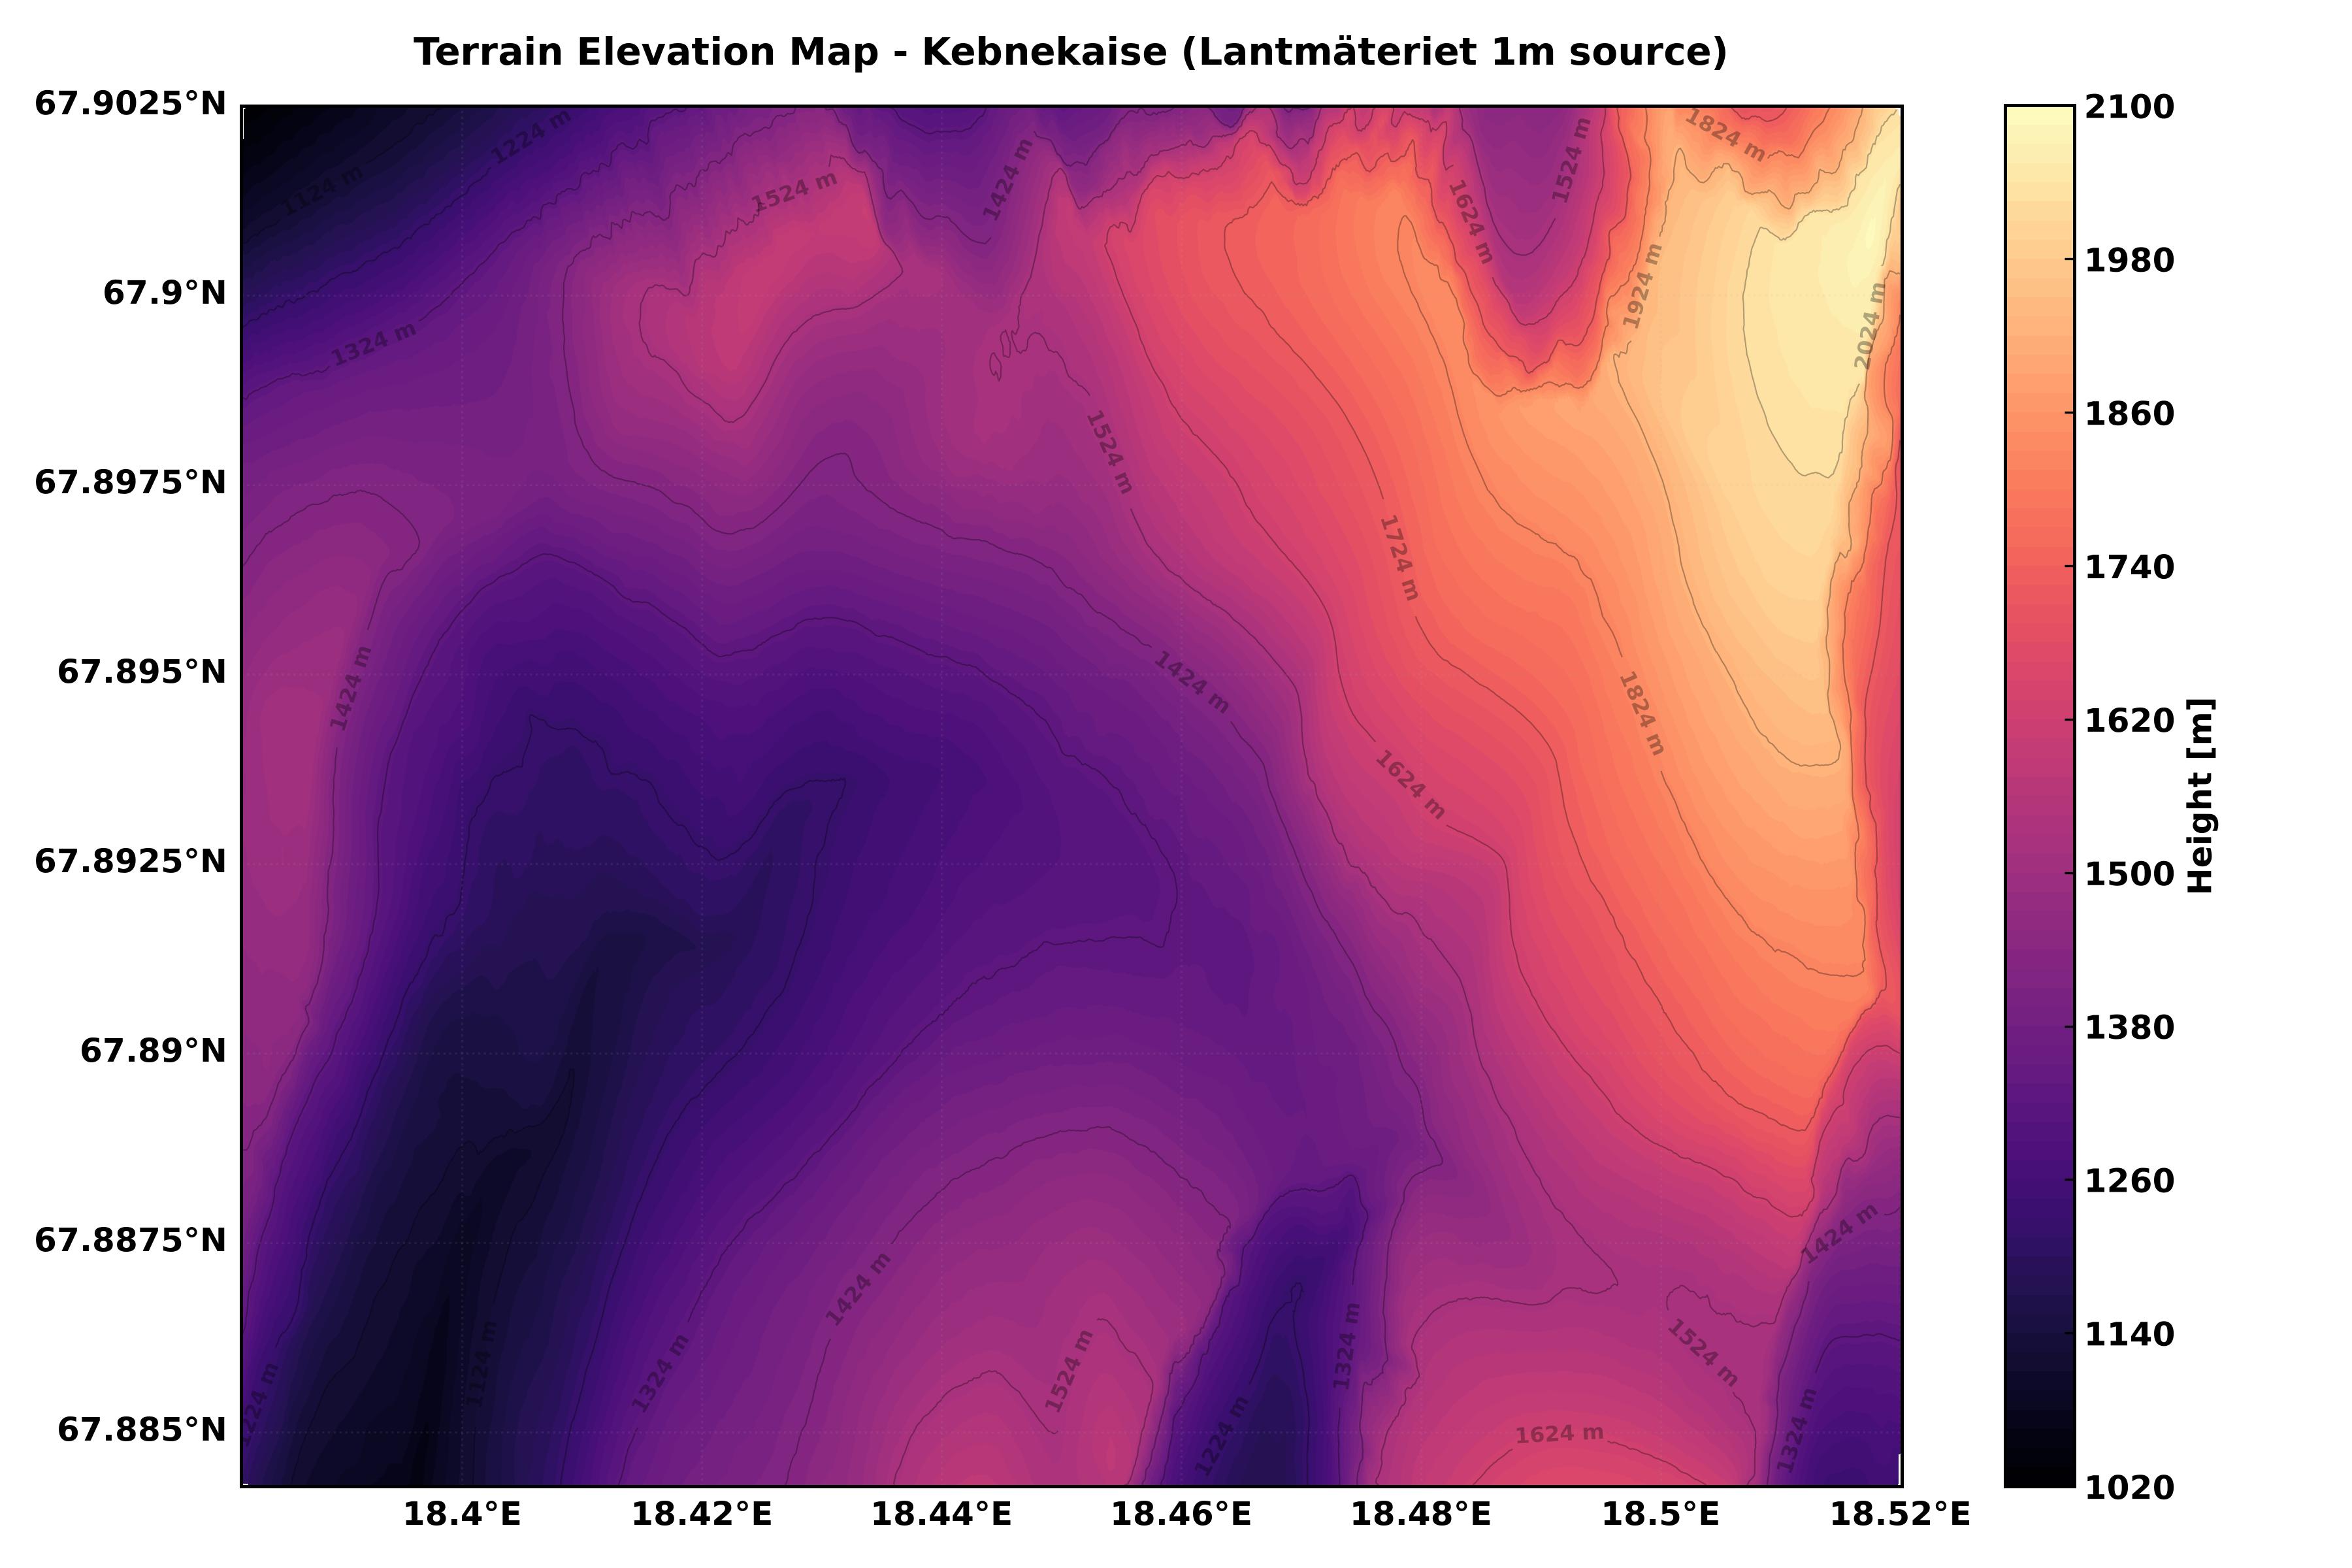 Terrain Elevation Map - Kebnekaise (Lantmäteriet 1m source)
67.9025°N
67.9°N
67.8975°N
67.895°N
67.8925°N
67.89°N
67.8875°N
67.885°N
1224 m
1124 m
1524 m
1424 m
1624 m
1524 m
1824 m
1924 m
2024 m
1324 m
1524 m
1724 m
1424 m
1424 m
1824 m
1624 m
1424 m
1424 m
1324 m
1124 m
1524 m
1324 m
1524 m
1224 m
1224 m
1624 m
1324 m
18.4°E
18.42°E
18.44°E
18.46°E
18.48°E
18.5°E
18.52°E
2100
1980
1860
1740
1620
1500
1380
1260
1140
1020
Height [m]